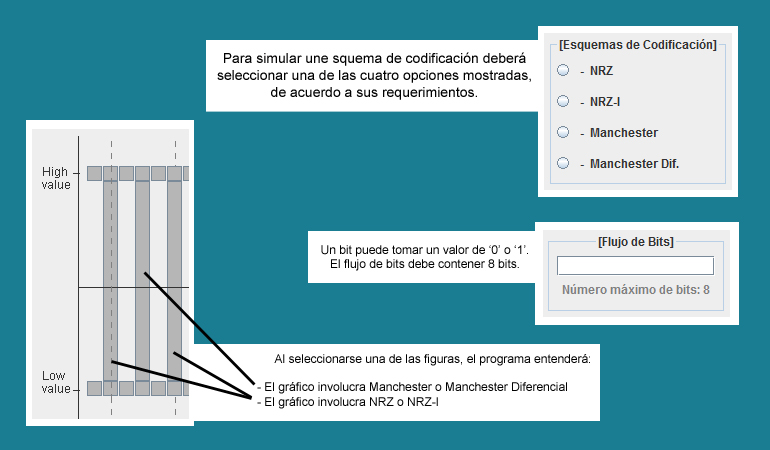 Para simular une squema de codificación deberá
seleccionar una de las cuatro opciones mostradas,
de acuerdo a sus requerimientos.
[Esquemas de Codificación]
- NRZ
- NRZ-I
- Manchester
- Manchester Dif.
High
value
Low
value
Un bit puede tomar un valor de ‘0’ o ‘1’.
El flujo de bits debe contener 8 bits.
[Flujo de Bits]
Número máximo de bits: 8
Al seleccionarse una de las figuras, el programa entenderá:
- El gráfico involucra Manchester o Manchester Diferencial
- El gráfico involucra NRZ o NRZ-I